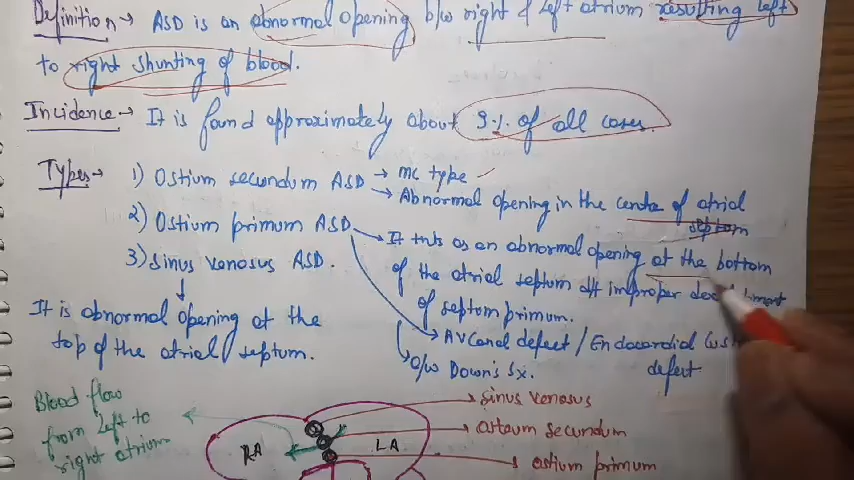 Definition→ ASD is an abnormal opening b/w right & Left atrium resulting left
to right shunting of blood.
Incidence→ It is found approximately about 9% of all cases.
Types→ 1) Ostium secundum ASD → MC type
→ Abnormal opening in the center of atrial
septum
2) Ostium primum ASD
→ It as an abnormal opening at the bottom
of the atrial septum d/t improper
of septum primum.
3) Sinus venosus ASD.
It is abnormal opening at the
top of the atrial septum.
→ AV canal defect / Endocardial
defect
→ a/w Down's Sx.
Blood flow
from left to
right atrium
RA
LA
→ sinus venosus
→ secundum
→ ostium primum